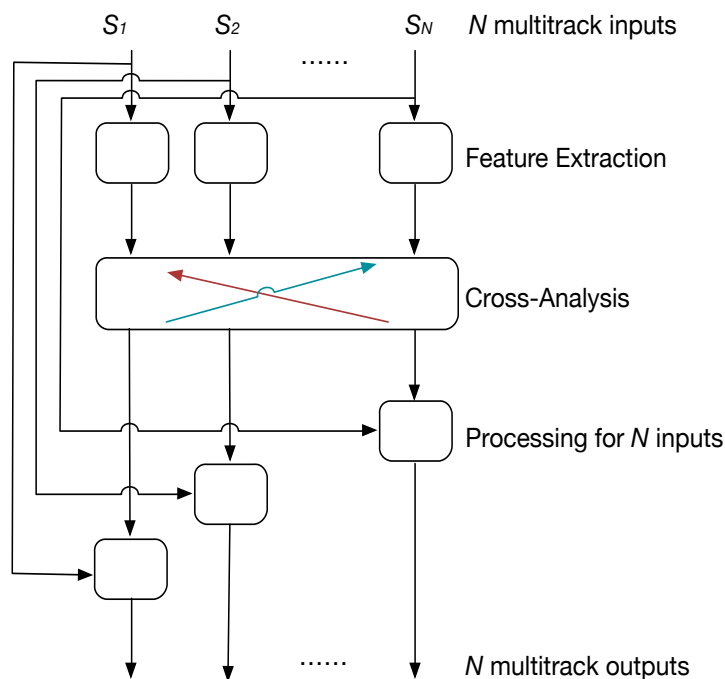 S1 S2 ...... SN N multitrack inputs
Feature Extraction
Cross-Analysis
Processing for N inputs
...... N multitrack outputs